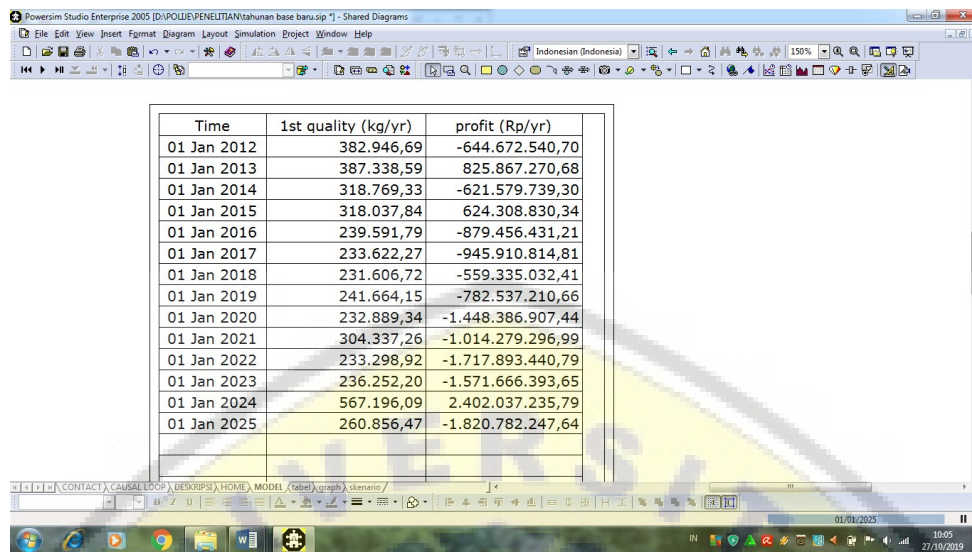 Powersim Studio Enterprise 2005 [D:\POLIJE\PENELITIAN\tahunan base baru.sip *] - [Shared Diagrams]
File Edit View Insert Format Diagram Layout Simulation Project Window Help
Indonesian (Indonesia) 150%
Time 1st quality (kg/yr) profit (Rp/yr)
01 Jan 2012 382.946,69 -644.672.540,70
01 Jan 2013 387.338,59 825.867.270,68
01 Jan 2014 318.769,33 -621.579.739,30
01 Jan 2015 318.037,84 624.308.830,34
01 Jan 2016 239.591,79 -879.456.431,21
01 Jan 2017 233.622,27 -945.910.814,81
01 Jan 2018 231.606,72 -559.335.032,41
01 Jan 2019 241.664,15 -782.537.210,66
01 Jan 2020 232.889,34 -1.448.386.907,44
01 Jan 2021 304.337,26 -1.014.279.296,99
01 Jan 2022 233.298,92 -1.717.893.440,79
01 Jan 2023 236.252,20 -1.571.666.393,65
01 Jan 2024 567.196,09 2.402.037.235,79
01 Jan 2025 260.856,47 -1.820.782.247,64
VERSI
CONTACT CAUSAL LOOP DESKRIPSI HOME MODEL tabel graph skenario
B I U
01/01/2025
IN 10:05
27/10/2019